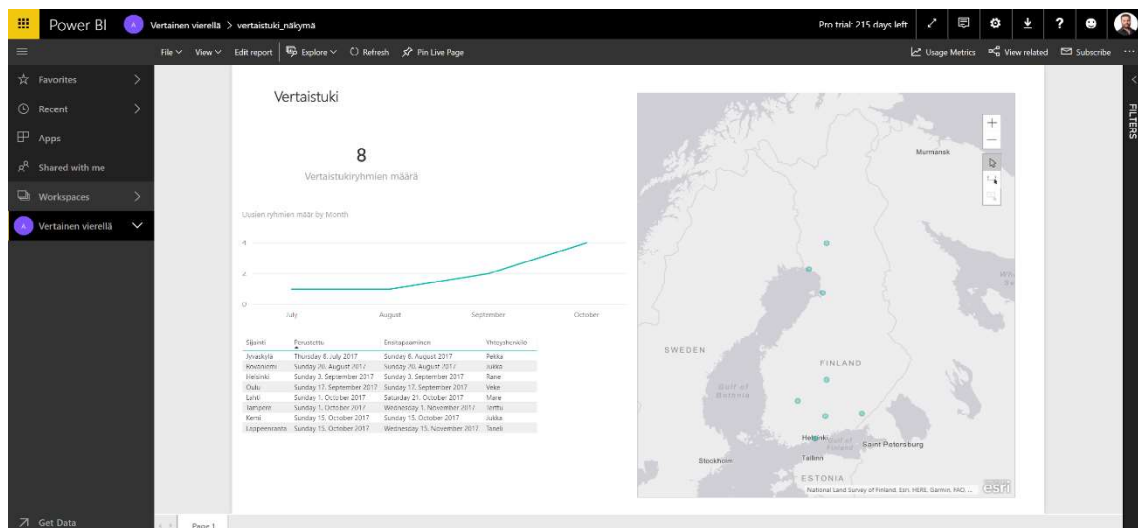 Power BI
A
Vertainen vierellä > vertaistuki_näkymä
Pro trial: 215 days left
File
View
Edit report
Explore
Refresh
Pin Live Page
Usage Metrics
View related
Subscribe
Favorites
Recent
Apps
Shared with me
Workspaces
A
Vertainen vierellä
Get Data
Vertaistuki
8
Vertaistukiryhmien määrä
Uusien ryhmien määr by Month
4
2
0
July August September October
Sijainti Perustettu Ensitapaaminen Yhteyshenkilö
Jyväskylä Thursday 6. July 2017 Sunday 6. August 2017 Pekka
Rovaniemi Sunday 20. August 2017 Sunday 20. August 2017 Jukka
Helsinki Sunday 3. September 2017 Sunday 3. September 2017 Rane
Oulu Sunday 17. September 2017 Sunday 17. September 2017 Veke
Lahti Sunday 1. October 2017 Saturday 21. October 2017 Mare
Tampere Sunday 1. October 2017 Wednesday 1. November 2017 Terttu
Kemi Sunday 15. October 2017 Sunday 15. October 2017 Jukka
Lappeenranta Sunday 15. October 2017 Wednesday 15. November 2017 Taneli
Murmansk
SWEDEN
FINLAND
Gulf of
Bothnia
Helsinki
Gulf of
Finland
Saint Petersburg
Stockholm
Tallinn
ESTONIA
National Land Survey of Finland, Esri, HERE, Garmin, FAO, ...
esri
FILTERS
Page 1